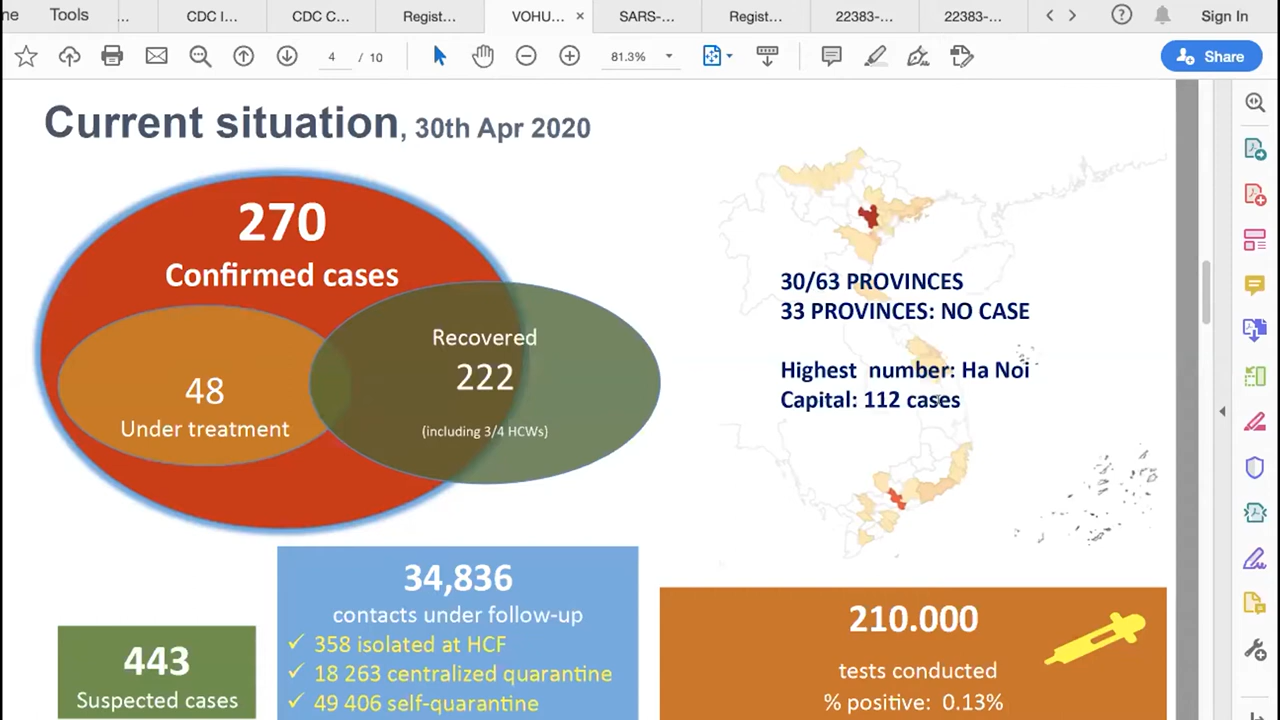 ne Tools ... CDC I... CDC C... Regist... VOHU... × SARS-... Regist... 22383-... 22383-... Sign In
4 / 10 81.3% Share
Current situation, 30th Apr 2020
270
Confirmed cases
48
Under treatment
Recovered
222
(including 3/4 HCWs)
30/63 PROVINCES
33 PROVINCES: NO CASE
Highest number: Ha Noi
Capital: 112 cases
443
Suspected cases
34,836
contacts under follow-up
✓ 358 isolated at HCF
✓ 18 263 centralized quarantine
✓ 49 406 self-quarantine
210.000
tests conducted
% positive: 0.13%